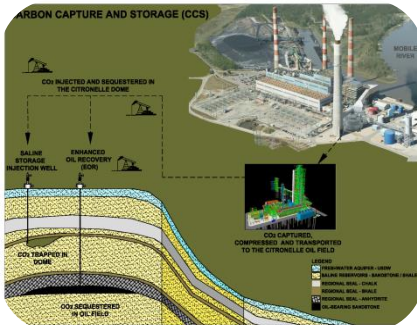 ARBON CAPTURE AND STORAGE (CCS)
MOBILE
RIVER
CO₂ INJECTED AND SEQUESTERED IN
THE CITRONELLE DOME
SALINE
STORAGE
INJECTION WELL
ENHANCED
OIL RECOVERY
(EOR)
CO₂ CAPTURED,
COMPRESSED AND TRANSPORTED
TO THE CITRONELLE OIL FIELD
CO₂ TRAPPED IN
DOME
CO₂ SEQUESTERED
IN OIL FIELD
LEGEND
FRESHWATER AQUIFER - USDW
SALINE RESERVOIRS - SANDSTONE / SHALE
REGIONAL SEAL - CHALK
REGIONAL SEAL - SHALE
REGIONAL SEAL - ANHYDRITE
OIL-BEARING SANDSTONE